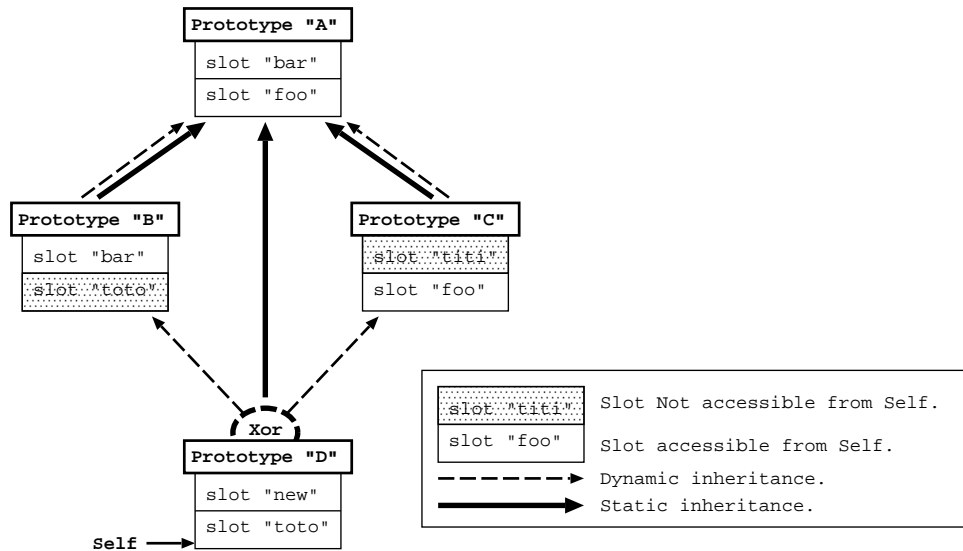 Prototype "A"
slot "bar"
slot "foo"
Prototype "B"
slot "bar"
slot "toto"
Prototype "C"
slot "titi"
slot "foo"
Xor
Prototype "D"
slot "new"
slot "toto"
Self
slot "titi" Slot Not accessible from Self.
slot "foo" Slot accessible from Self.
Dynamic inheritance.
Static inheritance.